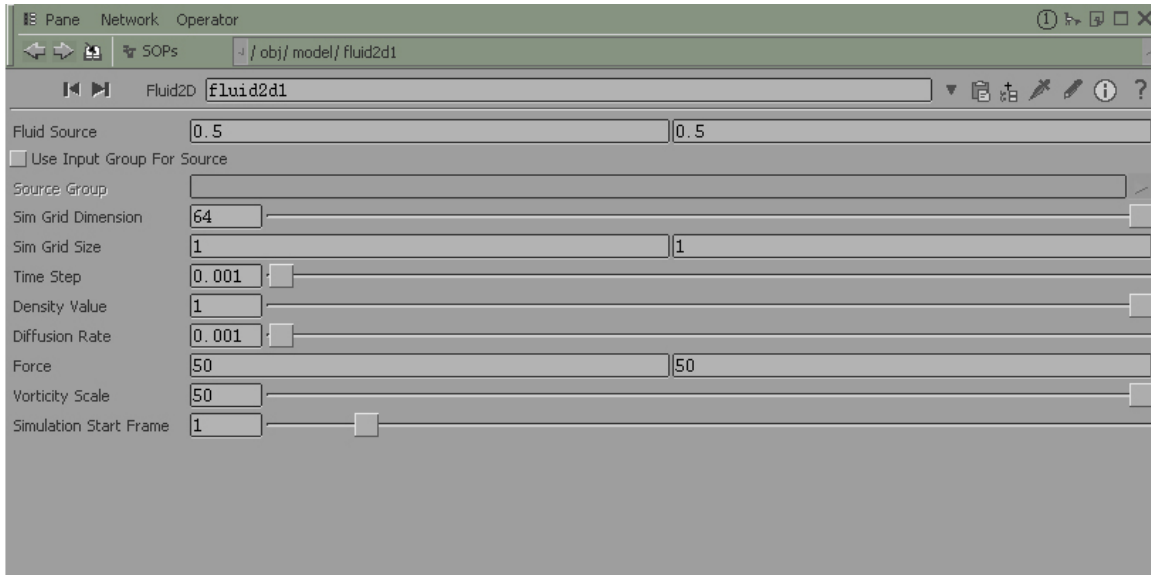 Pane Network Operator 1
SOPs / obj/ model/ fluid2d1
Fluid2D fluid2d1 i ?
Fluid Source 0.5 0.5
Use Input Group For Source
Source Group
Sim Grid Dimension 64
Sim Grid Size 1 1
Time Step 0.001
Density Value 1
Diffusion Rate 0.001
Force 50 50
Vorticity Scale 50
Simulation Start Frame 1